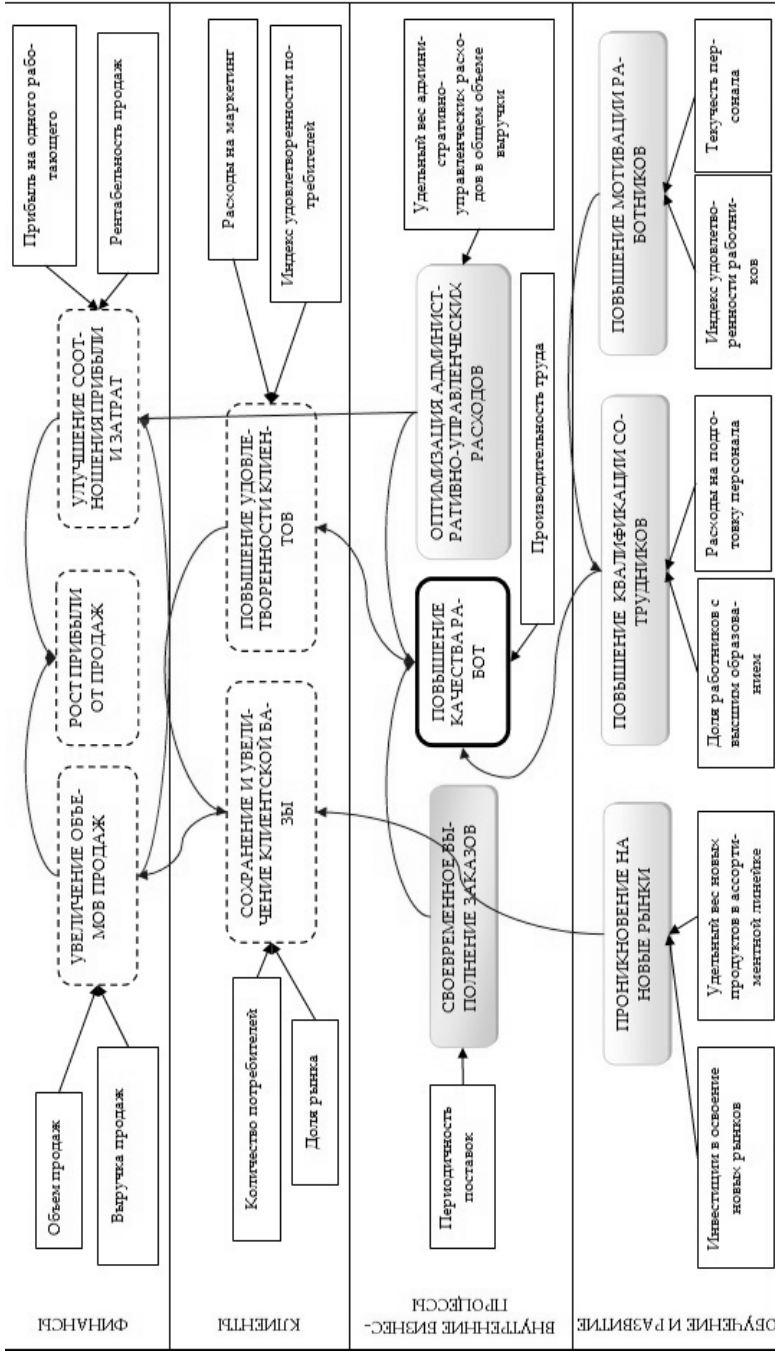 ФИНАНСЫ
Объем продаж
Выручка продаж
УВЕЛИЧЕНИЕ ОБЪЕ-
МОВ ПРОДАЖ
РОСТ ПРИБЫЛИ
ОТ ПРОДАЖ
УЛУЧШЕНИЕ СООТ-
НОШЕНИЯ ПРИБЫЛИ
И ЗАТРАТ
Прибыль на одного рабо-
тающего
Рентабельность продаж
КЛИЕНТЫ
Количество потребителей
Доля рынка
СОХРАНЕНИЕ И УВЕЛИ-
ЧЕНИЕ КЛИЕНТСКОЙ БА-
ЗЫ
ПОВЫШЕНИЕ УДОВЛЕ-
ТВОРЕННОСТИ КЛИЕН-
ТОВ
Расходы на маркетинг
Индекс удовлетворенности по-
требителей
ВНУТРЕННИЕ БИЗНЕС-
ПРОЦЕССЫ
Периодичность
поставок
СВОЕВРЕМЕННОЕ ВЫ-
ПОЛНЕНИЕ ЗАКАЗОВ
ПОВЫШЕНИЕ
КАЧЕСТВА РА-
БОТ
ОПТИМИЗАЦИЯ АДМИНИСТ-
РАТИВНО-УПРАВЛЕНЧЕСКИХ
РАСХОДОВ
Производительность труда
Удельный вес админи-
стративно-
управленческих расхо-
дов в общем объеме
выручки
ОБУЧЕНИЕ И РАЗВИТИЕ
ПРОНИКНОВЕНИЕ НА
НОВЫЕ РЫНКИ
ПОВЫШЕНИЕ КВАЛИФИКАЦИИ СО-
ТРУДНИКОВ
ПОВЫШЕНИЕ МОТИВАЦИИ РА-
БОТНИКОВ
Инвестиции в освоение
новых рынков
Удельный вес новых
продуктов в ассорти-
ментной линейке
Доля работников с
высшим образова-
нием
Расходы на подго-
товку персонала
Индекс удовлетво-
ренности работни-
ков
Текучесть пер-
сонала